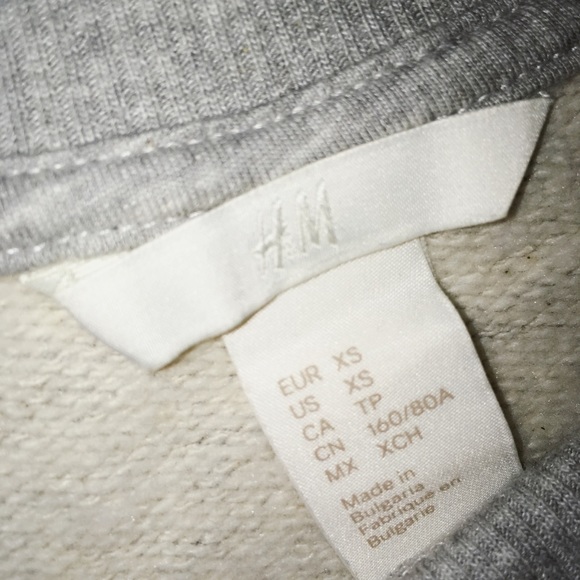 H&M
EUR XS
US XS
CA TP
CN 160/80A
MX XCH
Made in
Bulgaria
Fabriqué en
Bulgarie